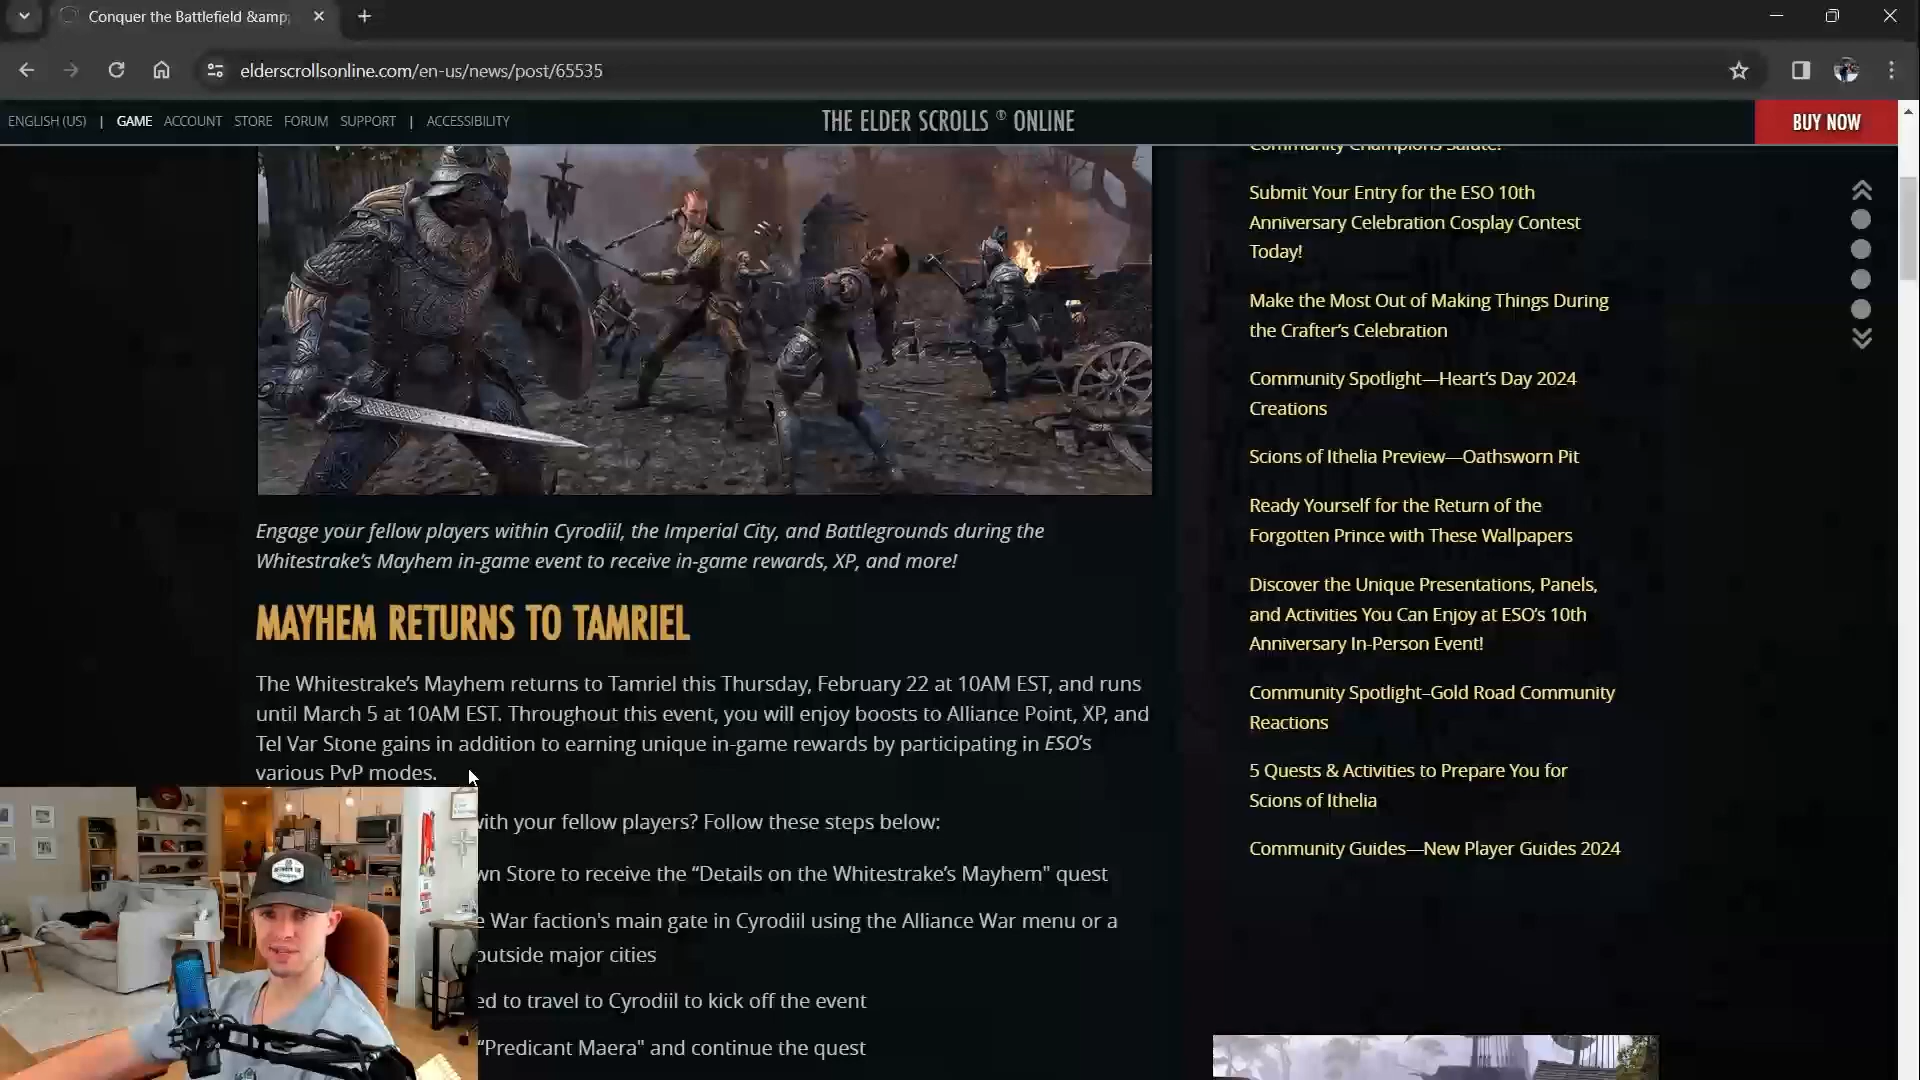 Conquer the Battlefield &amp;
elderscrollsonline.com/en-us/news/post/65535
ENGLISH (US) | GAME ACCOUNT STORE FORUM SUPPORT | ACCESSIBILITY
THE ELDER SCROLLS ® ONLINE
BUY NOW
Engage your fellow players within Cyrodiil, the Imperial City, and Battlegrounds during the
Whitestrake's Mayhem in-game event to receive in-game rewards, XP, and more!
MAYHEM RETURNS TO TAMRIEL
The Whitestrake's Mayhem returns to Tamriel this Thursday, February 22 at 10AM EST, and runs
until March 5 at 10AM EST. Throughout this event, you will enjoy boosts to Alliance Point, XP, and
Tel Var Stone gains in addition to earning unique in-game rewards by participating in ESO's
various PvP modes.
with your fellow players? Follow these steps below:
wn Store to receive the “Details on the Whitestrake's Mayhem" quest
e War faction's main gate in Cyrodiil using the Alliance War menu or a
outside major cities
ed to travel to Cyrodiil to kick off the event
"Predicant Maera" and continue the quest
Community Champions Salute!
Submit Your Entry for the ESO 10th
Anniversary Celebration Cosplay Contest
Today!
Make the Most Out of Making Things During
the Crafter's Celebration
Community Spotlight—Heart's Day 2024
Creations
Scions of Ithelia Preview—Oathsworn Pit
Ready Yourself for the Return of the
Forgotten Prince with These Wallpapers
Discover the Unique Presentations, Panels,
and Activities You Can Enjoy at ESO's 10th
Anniversary In-Person Event!
Community Spotlight–Gold Road Community
Reactions
5 Quests & Activities to Prepare You for
Scions of Ithelia
Community Guides—New Player Guides 2024